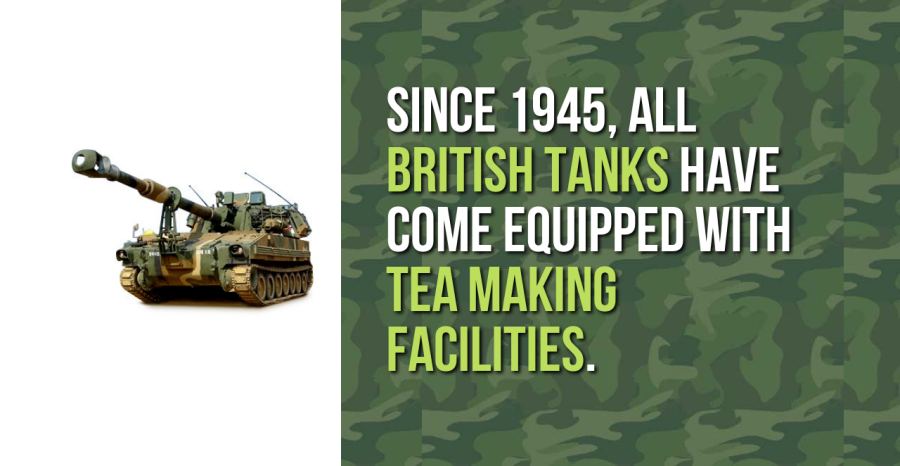 SINCE 1945, ALL
BRITISH TANKS HAVE
COME EQUIPPED WITH
TEA MAKING
FACILITIES.